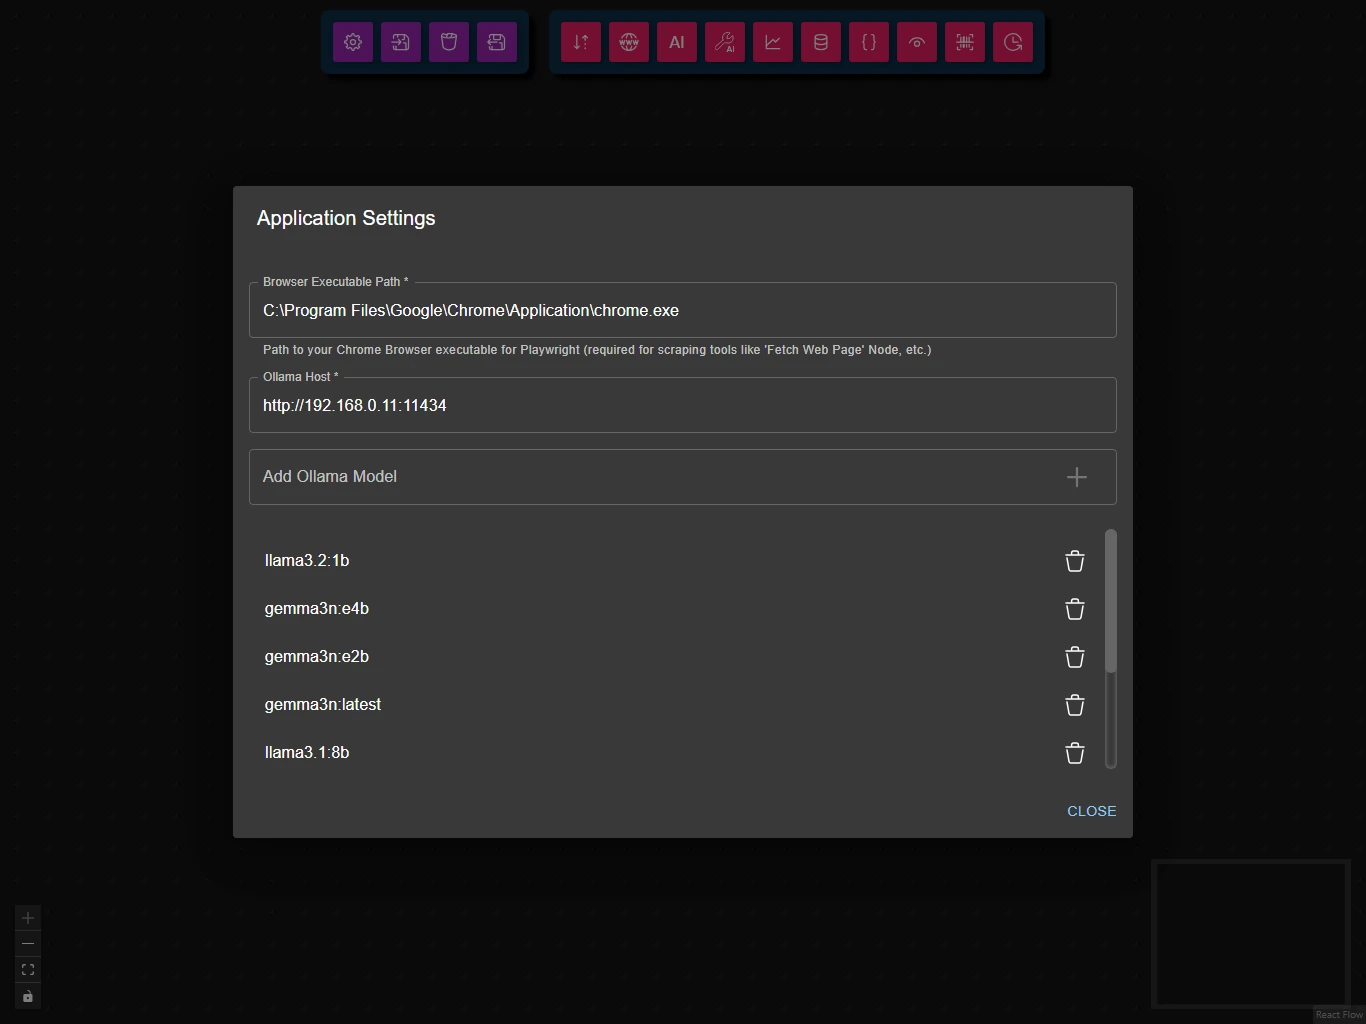 www
AI
AI
{}
Application Settings
Browser Executable Path *
C:\Program Files\Google\Chrome\Application\chrome.exe
Path to your Chrome Browser executable for Playwright (required for scraping tools like 'Fetch Web Page' Node, etc.)
Ollama Host *
http://192.168.0.11:11434
Add Ollama Model
llama3.2:1b
gemma3n:e4b
gemma3n:e2b
gemma3n:latest
llama3.1:8b
CLOSE
React Flow